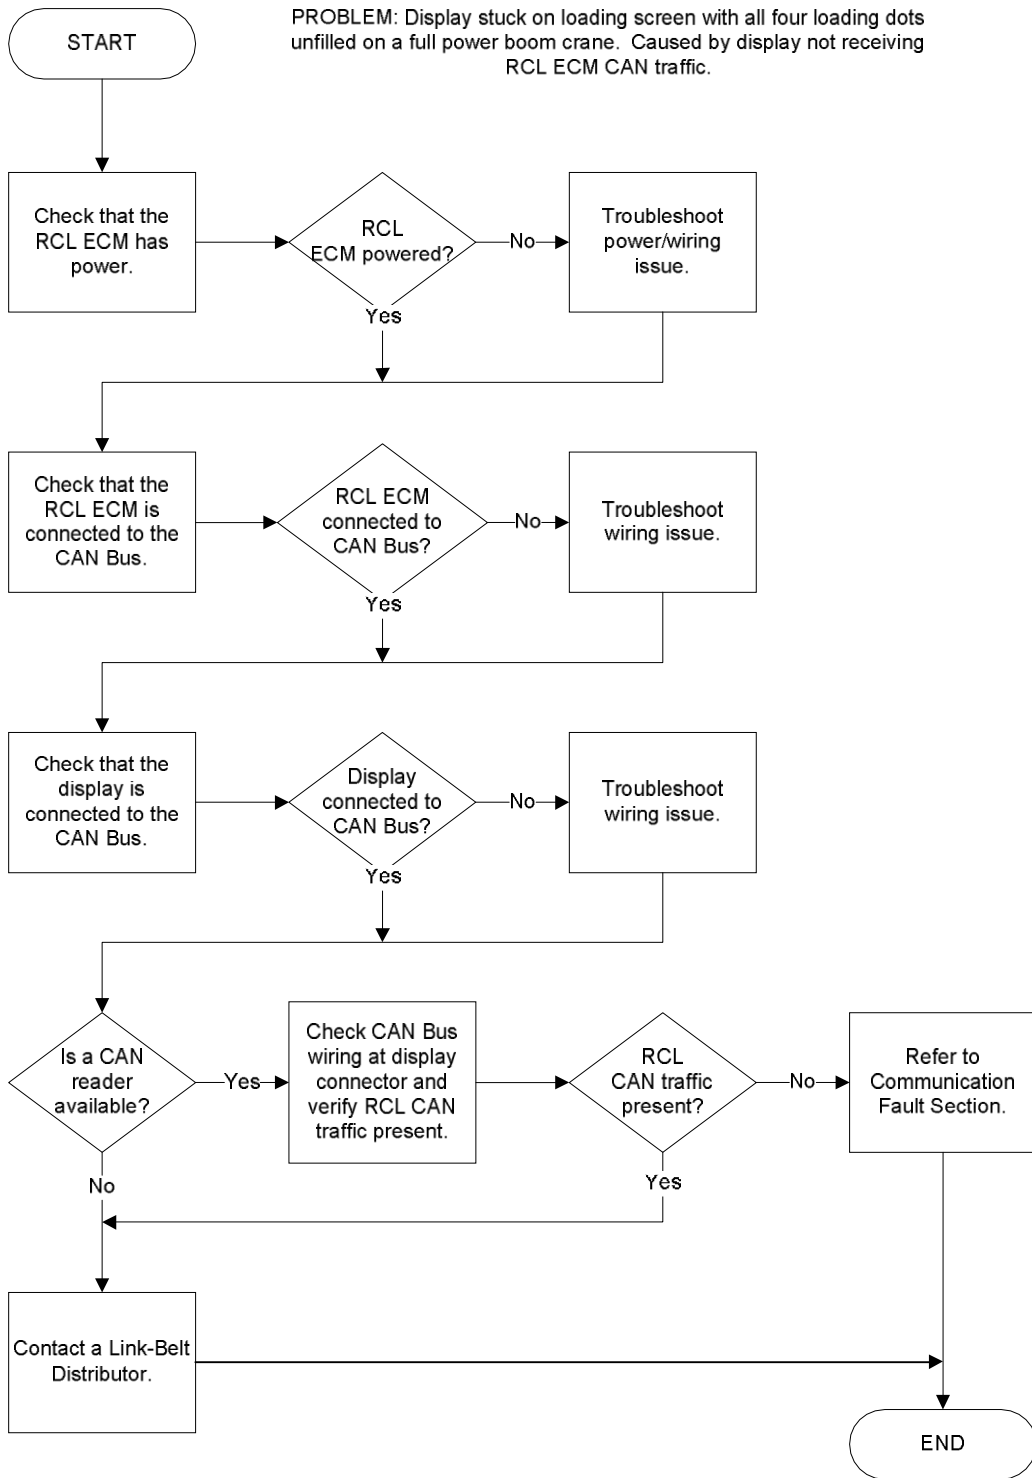 START
PROBLEM: Display stuck on loading screen with all four loading dots
unfilled on a full power boom crane. Caused by display not receiving
RCL ECM CAN traffic.
Check that the
RCL ECM has
power.
RCL
ECM powered?
No
Troubleshoot
power/wiring
issue.
Yes
Check that the
RCL ECM is
connected to the
CAN Bus.
RCL ECM
connected to
CAN Bus?
No
Troubleshoot
wiring issue.
Yes
Check that the
display is
connected to the
CAN Bus.
Display
connected to
CAN Bus?
No
Troubleshoot
wiring issue.
Yes
Is a CAN
reader
available?
Yes
Check CAN Bus
wiring at display
connector and
verify RCL CAN
traffic present.
RCL
CAN traffic
present?
No
Refer to
Communication
Fault Section.
No
Yes
Contact a Link-Belt
Distributor.
END